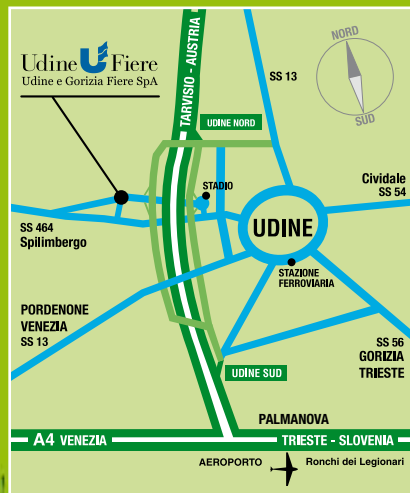 Udine Fiere
Udine e Gorizia Fiere SpA
TARVISIO - AUSTRIA
NORD
SUD
SS 13
UDINE NORD
STADIO
Cividale
SS 54
UDINE
SS 464
Spilimbergo
STAZIONE
FERROVIARIA
PORDENONE
VENEZIA
SS 13
SS 56
GORIZIA
TRIESTE
UDINE SUD
PALMANOVA
A4 VENEZIA
TRIESTE - SLOVENIA
AEROPORTO
Ronchi dei Legionari